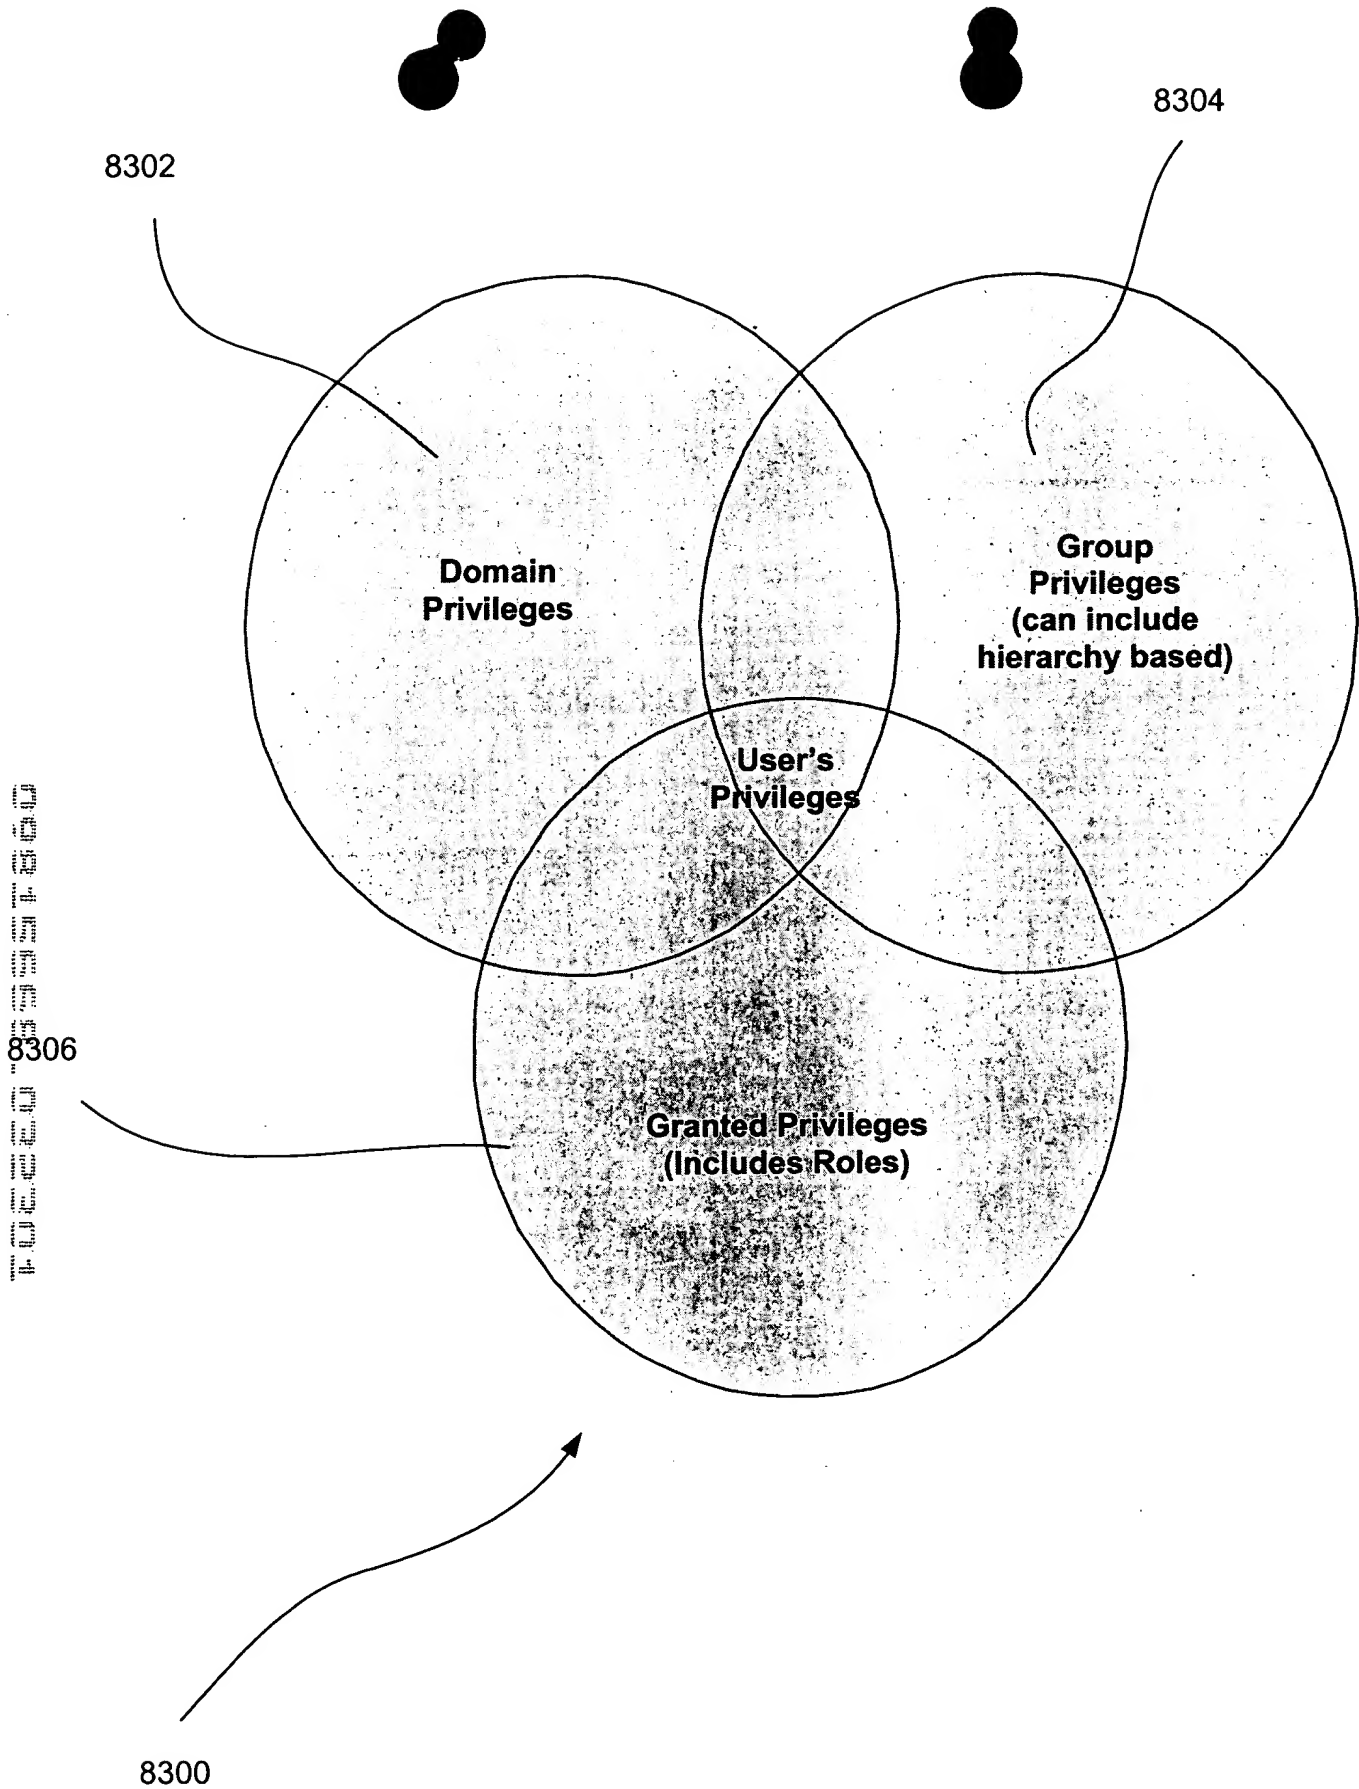 8304
8302
Domain
Privileges
Group
Privileges
(can include
hierarchy based)
User's
Privileges
8306
Granted Privileges
(Includes Roles)
8300